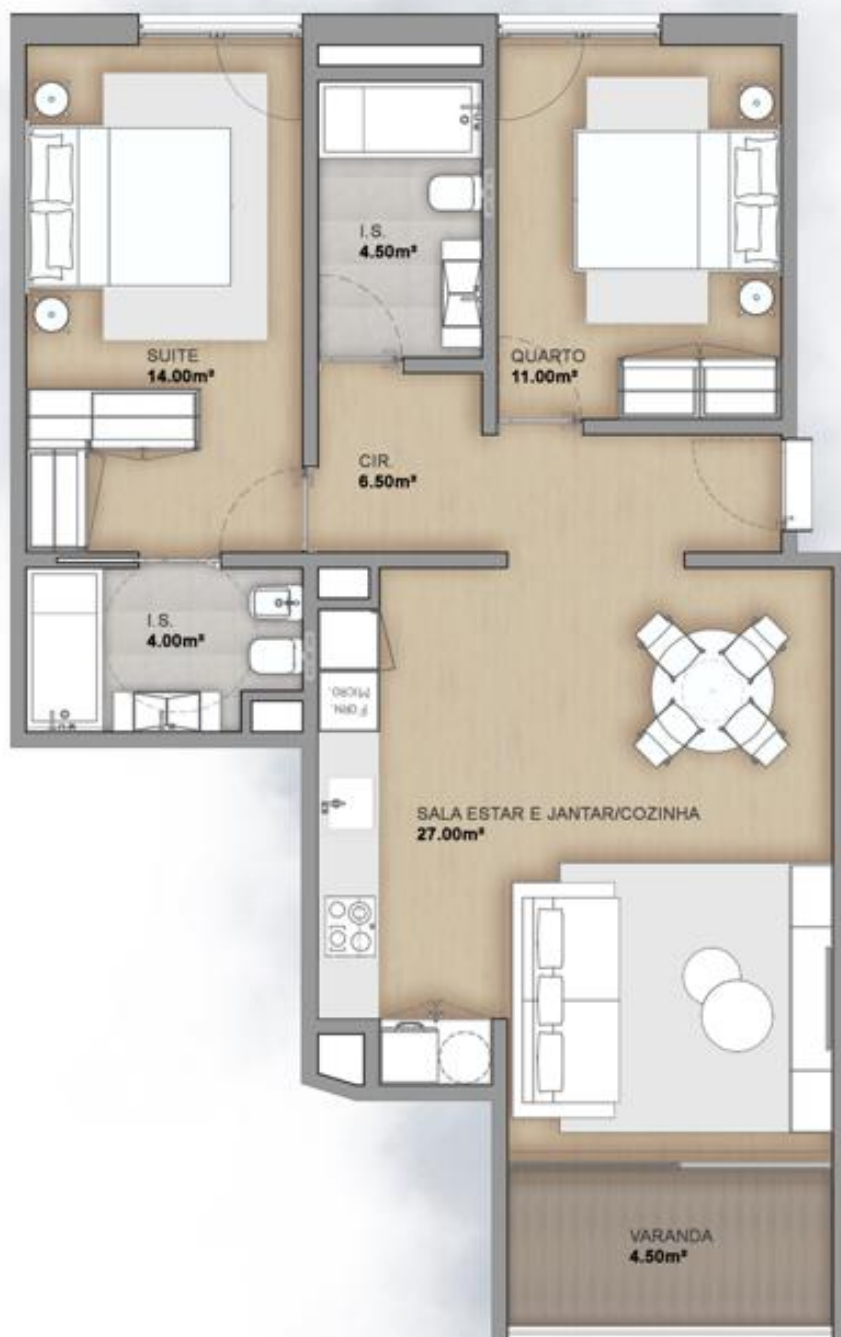 I.S.
4.50m²
SUITE
14.00m²
QUARTO
11.00m²
CIR.
6.50m²
I.S.
4.00m²
FORN.
MICRO.
SALA ESTAR E JANTAR/COZINHA
27.00m²
VARANDA
4.50m²